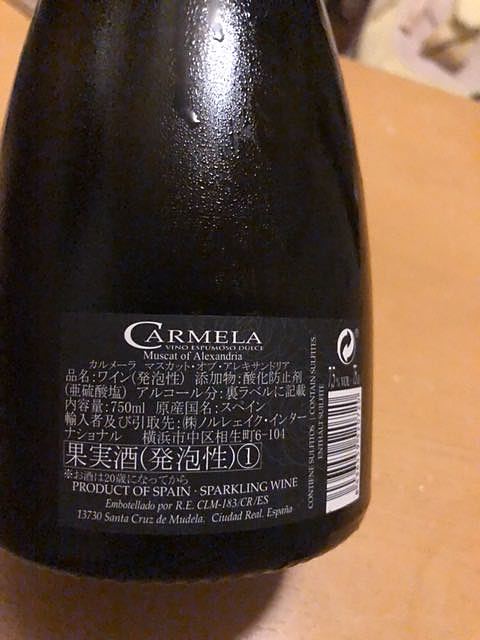 CARMELA
VINO ESPUMOSO DULCE
Muscat of Alexandria
カルメーラ マスカット・オブ・アレキサンドリア
品名:ワイン(発泡性) 添加物:酸化防止剤
(亜硫酸塩) アルコール分:裏ラベルに記載
内容量:750ml 原産国名:スペイン
輸入者及び引取先:㈱ノルレェイク・インター
ナショナル 横浜市中区相生町6-104
果実酒(発泡性)①
※お酒は20歳になってから
PRODUCT OF SPAIN · SPARKLING WINE
Embotellado por R.E. CLM-183/CR/ES
13730 Santa Cruz de Mudela. Ciudad Real. España
CONTIENE SULFITOS CONTAIN SULFITES
ENTHÄLT SULFITE